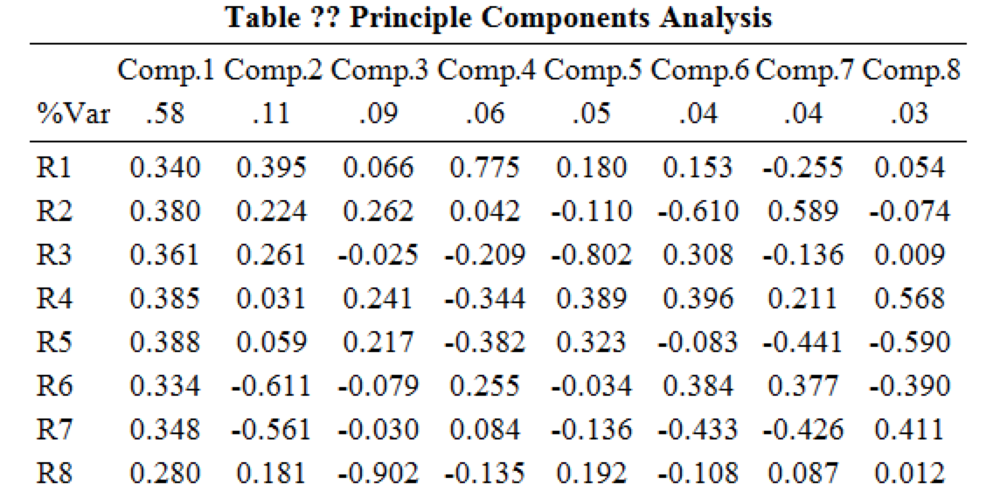 Table ?? Principle Components Analysis
Comp.1 Comp.2 Comp.3 Comp.4 Comp.5 Comp.6 Comp.7 Comp.8
%Var .58 .11 .09 .06 .05 .04 .04 .03
R1 0.340 0.395 0.066 0.775 0.180 0.153 -0.255 0.054
R2 0.380 0.224 0.262 0.042 -0.110 -0.610 0.589 -0.074
R3 0.361 0.261 -0.025 -0.209 -0.802 0.308 -0.136 0.009
R4 0.385 0.031 0.241 -0.344 0.389 0.396 0.211 0.568
R5 0.388 0.059 0.217 -0.382 0.323 -0.083 -0.441 -0.590
R6 0.334 -0.611 -0.079 0.255 -0.034 0.384 0.377 -0.390
R7 0.348 -0.561 -0.030 0.084 -0.136 -0.433 -0.426 0.411
R8 0.280 0.181 -0.902 -0.135 0.192 -0.108 0.087 0.012